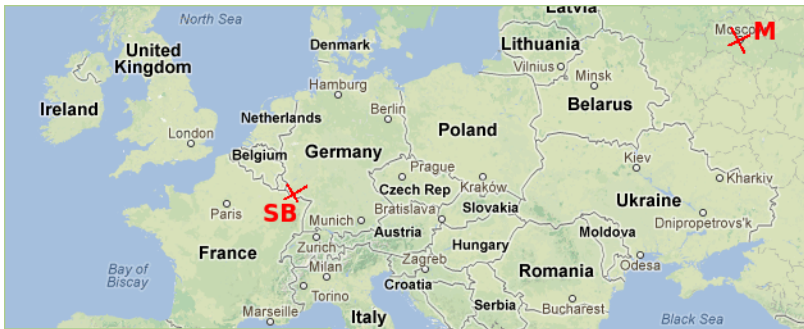 North Sea
Latvia
Denmark
Moscow
M
Lithuania
United
Kingdom
Vilnius
Hamburg
Minsk
Ireland
Berlin
Belarus
Netherlands
London
Poland
Germany
Belgium
Kiev
Prague
Kharkiv
Czech Rep
Kraków
Ukraine
Paris
SB
Slovakia
Bratislava
Munich
Dnipropetrovs'k
Austria
Moldova
Zurich
France
Hungary
Zagreb
Odesa
Bay of
Biscay
Milan
Romania
Croatia
Torino
Serbia
Bucharest
Marseille
Italy
Black Sea